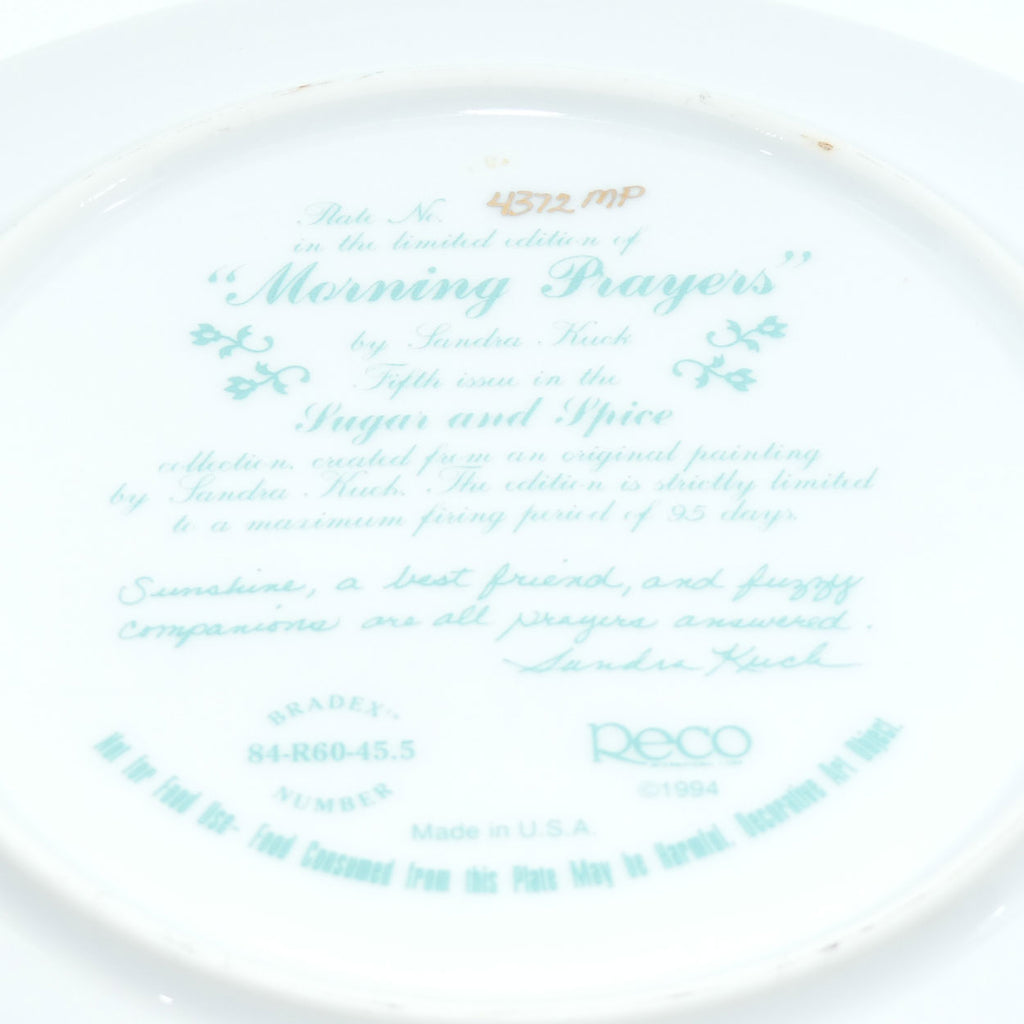 Plate No. 4372 MP
in the limited edition of
“Morning Prayers”
by Sandra Kuck
Fifth issue in the
Sugar and Spice
collection, created from an original painting
by Sandra Kuck. The edition is strictly limited
to a maximum firing period of 95 days.
Sunshine, a best friend, and fuzzy
companions are all prayers answered.
Sandra Kuck
BRADEX™
84-R60-45.5
NUMBER
Reco
©1994
Made in U.S.A.
Not for Food Use– Food Consumed from this Plate May be Harmful. Decorative Art Object.